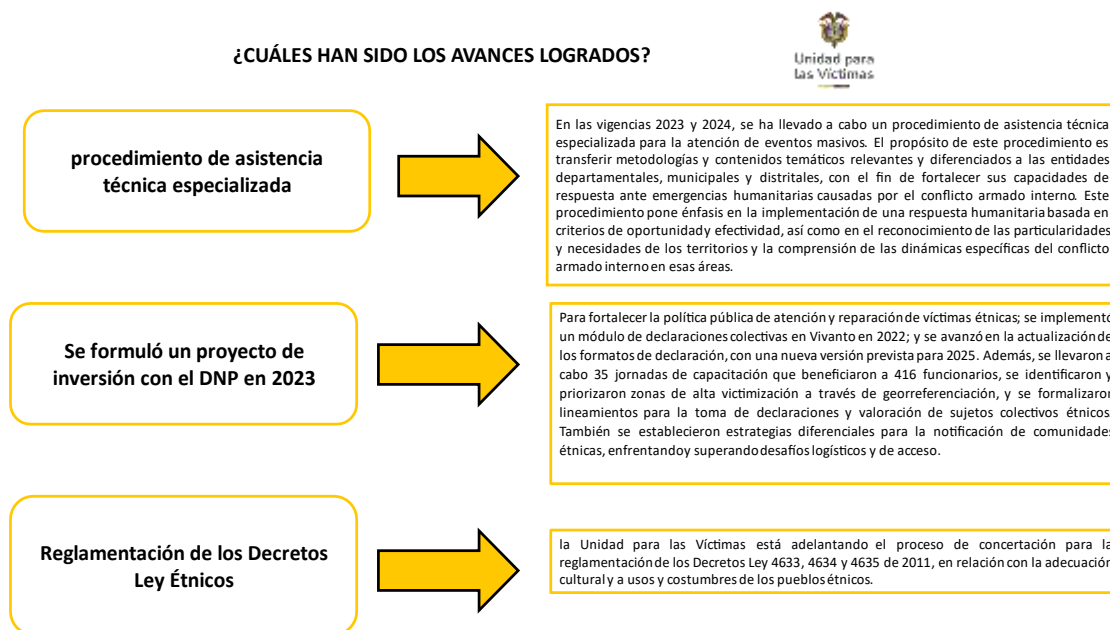 ¿CUÁLES HAN SIDO LOS AVANCES LOGRADOS?
Unidad para
las Víctimas
procedimiento de asistencia
técnica especializada
En las vigencias 2023 y 2024, se ha llevado a cabo un procedimiento de asistencia técnica
especializada para la atención de eventos masivos. El propósito de este procedimiento es
transferir metodologías y contenidos temáticos relevantes y diferenciados a las entidades
departamentales, municipales y distritales, con el fin de fortalecer sus capacidades de
respuesta ante emergencias humanitarias causadas por el conflicto armado interno. Este
procedimiento pone énfasis en la implementación de una respuesta humanitaria basada en
criterios de oportunidad y efectividad, así como en el reconocimiento de las particularidades
y necesidades de los territorios y la comprensión de las dinámicas específicas del conflicto
armado interno en esas áreas.
Se formuló un proyecto de
inversión con el DNP en 2023
Para fortalecer la política pública de atención y reparación de víctimas étnicas; se implementó
un módulo de declaraciones colectivas en Vivanto en 2022; y se avanzó en la actualización de
los formatos de declaración, con una nueva versión prevista para 2025. Además, se llevaron a
cabo 35 jornadas de capacitación que beneficiaron a 416 funcionarios, se identificaron y
priorizaron zonas de alta victimización a través de georreferenciación, y se formalizaron
lineamientos para la toma de declaraciones y valoración de sujetos colectivos étnicos.
También se establecieron estrategias diferenciales para la notificación de comunidades
étnicas, enfrentando y superando desafíos logísticos y de acceso.
Reglamentación de los Decretos
Ley Étnicos
la Unidad para las Víctimas está adelantando el proceso de concertación para la
reglamentación de los Decretos Ley 4633, 4634 y 4635 de 2011, en relación con la adecuación
cultural y a usos y costumbres de los pueblos étnicos.